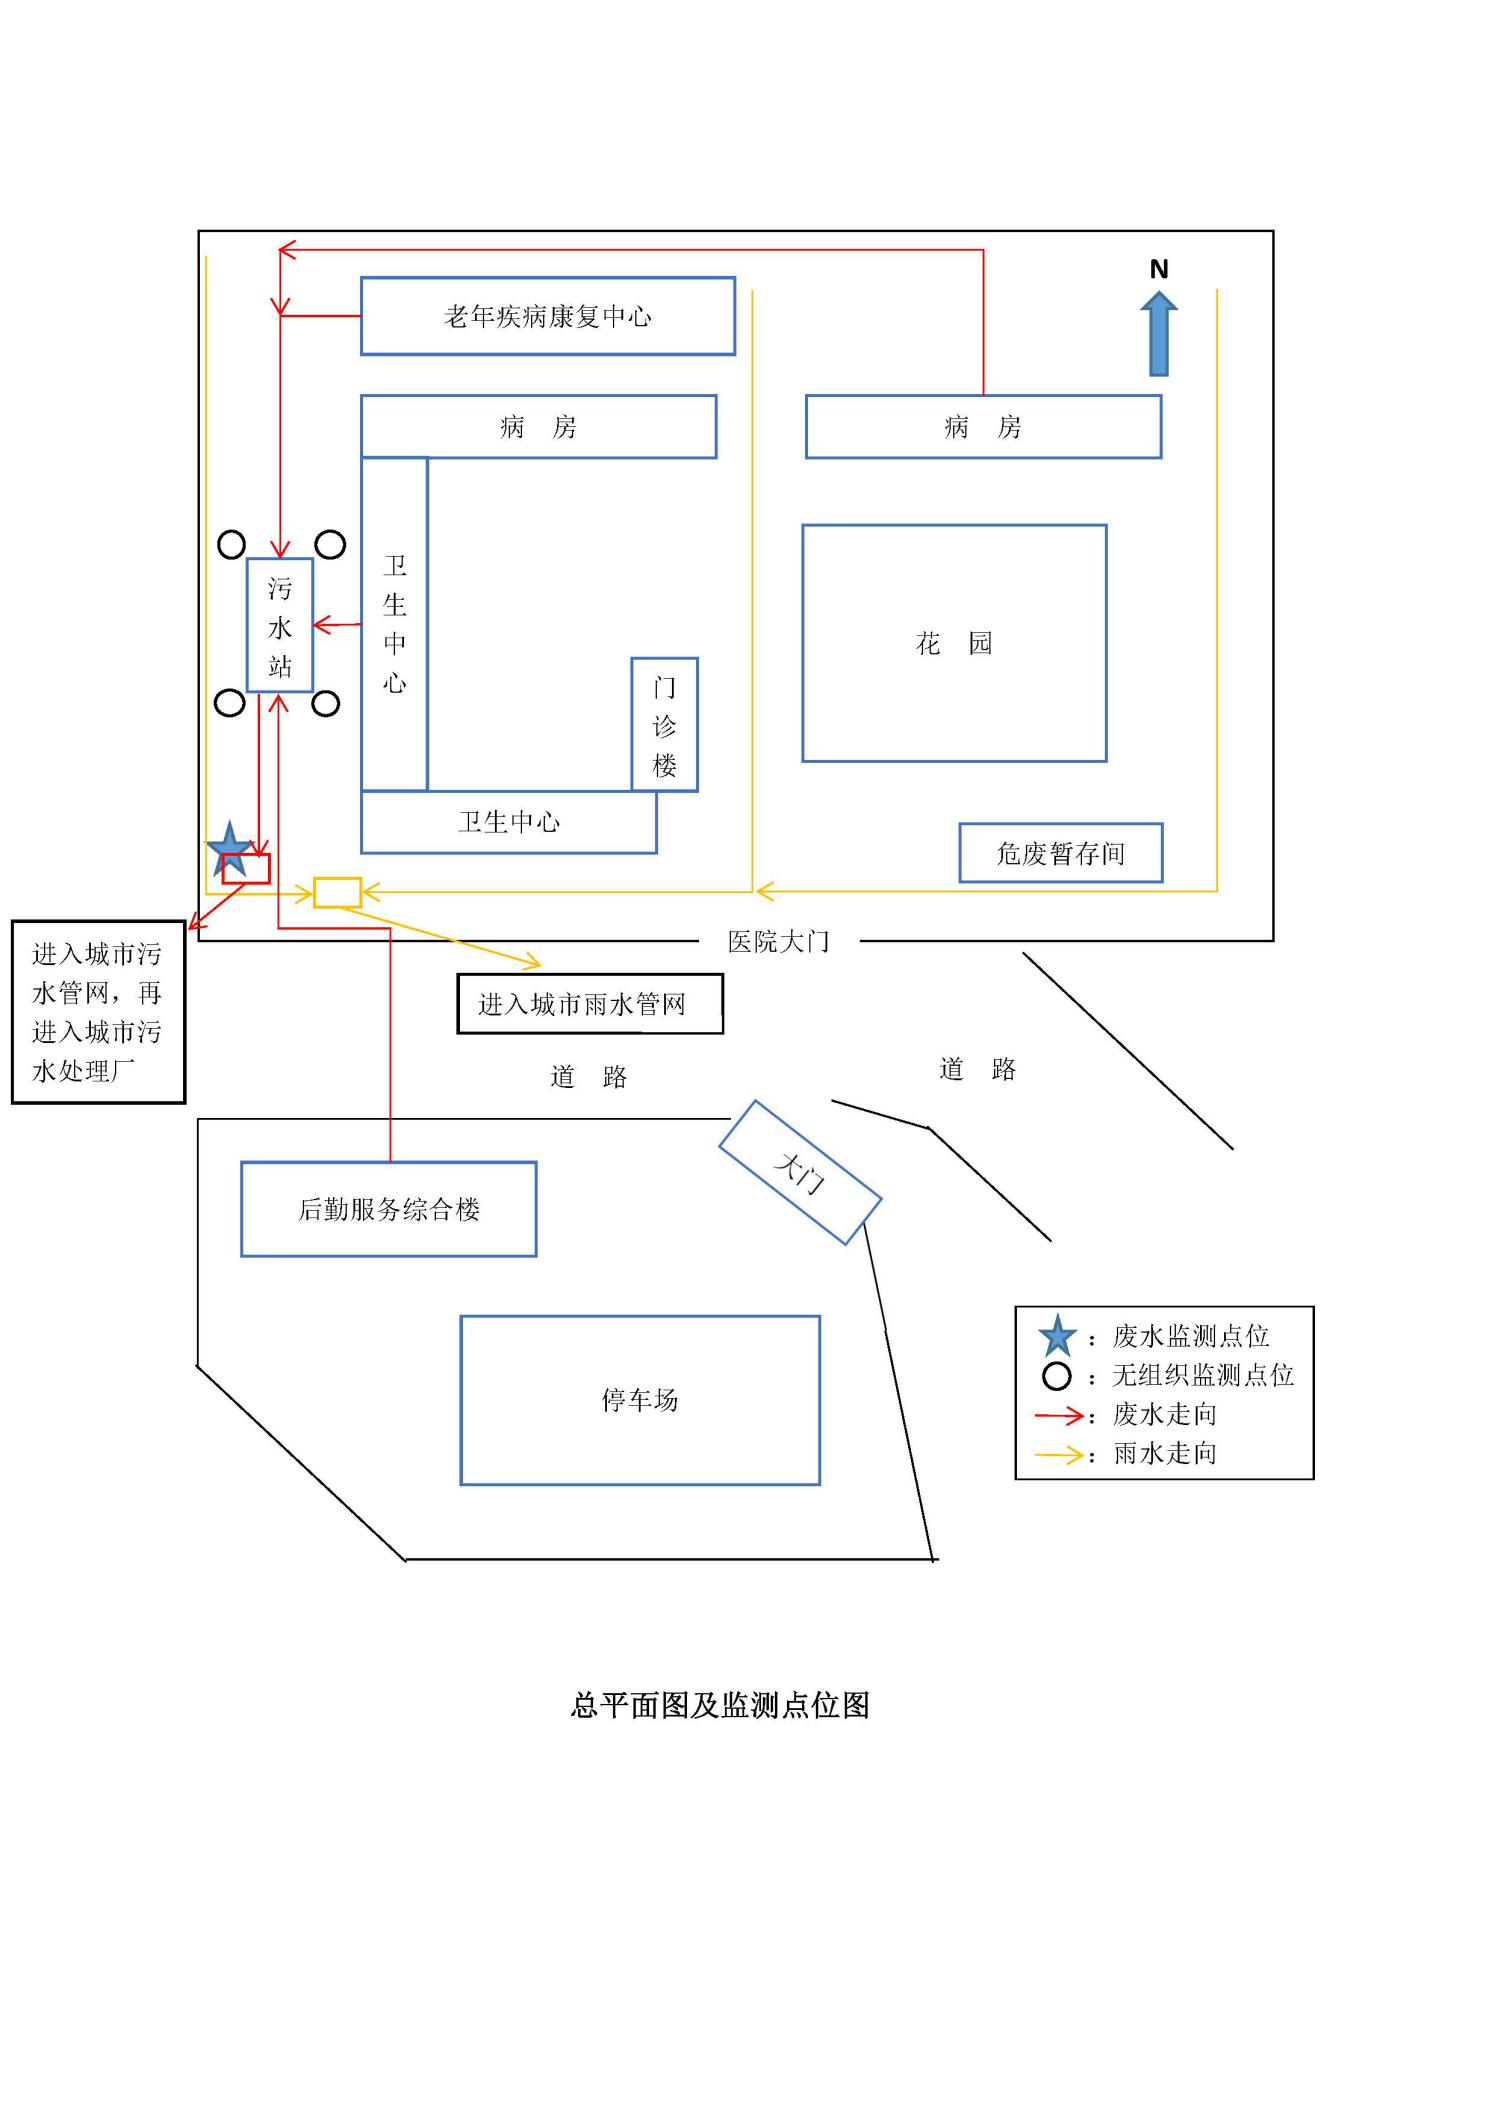 N
老年疾病康复中心
病 房
病 房
污
水
站
卫
生
中
心
门
诊
楼
花 园
卫生中心
危废暂存间
医院大门
进入城市污
水管网，再
进入城市污
水处理厂
进入城市雨水管网
道 路
道 路
大门
后勤服务综合楼
停车场
：废水监测点位
：无组织监测点位
：废水走向
：雨水走向
总平面图及监测点位图